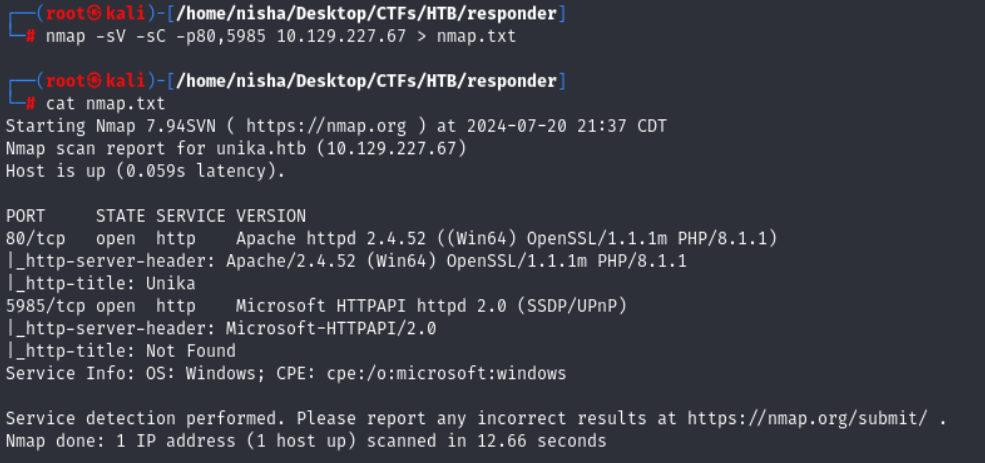 ┌──(root㉿kali)-[/home/nisha/Desktop/CTFs/HTB/responder]
└─# nmap -sV -sC -p80,5985 10.129.227.67 > nmap.txt
┌──(root㉿kali)-[/home/nisha/Desktop/CTFs/HTB/responder]
└─# cat nmap.txt
Starting Nmap 7.94SVN ( https://nmap.org ) at 2024-07-20 21:37 CDT
Nmap scan report for unika.htb (10.129.227.67)
Host is up (0.059s latency).
PORT     STATE SERVICE VERSION
80/tcp   open  http    Apache httpd 2.4.52 ((Win64) OpenSSL/1.1.1m PHP/8.1.1)
|_http-server-header: Apache/2.4.52 (Win64) OpenSSL/1.1.1m PHP/8.1.1
|_http-title: Unika
5985/tcp open  http    Microsoft HTTPAPI httpd 2.0 (SSDP/UPnP)
|_http-server-header: Microsoft-HTTPAPI/2.0
|_http-title: Not Found
Service Info: OS: Windows; CPE: cpe:/o:microsoft:windows
Service detection performed. Please report any incorrect results at https://nmap.org/submit/ .
Nmap done: 1 IP address (1 host up) scanned in 12.66 seconds